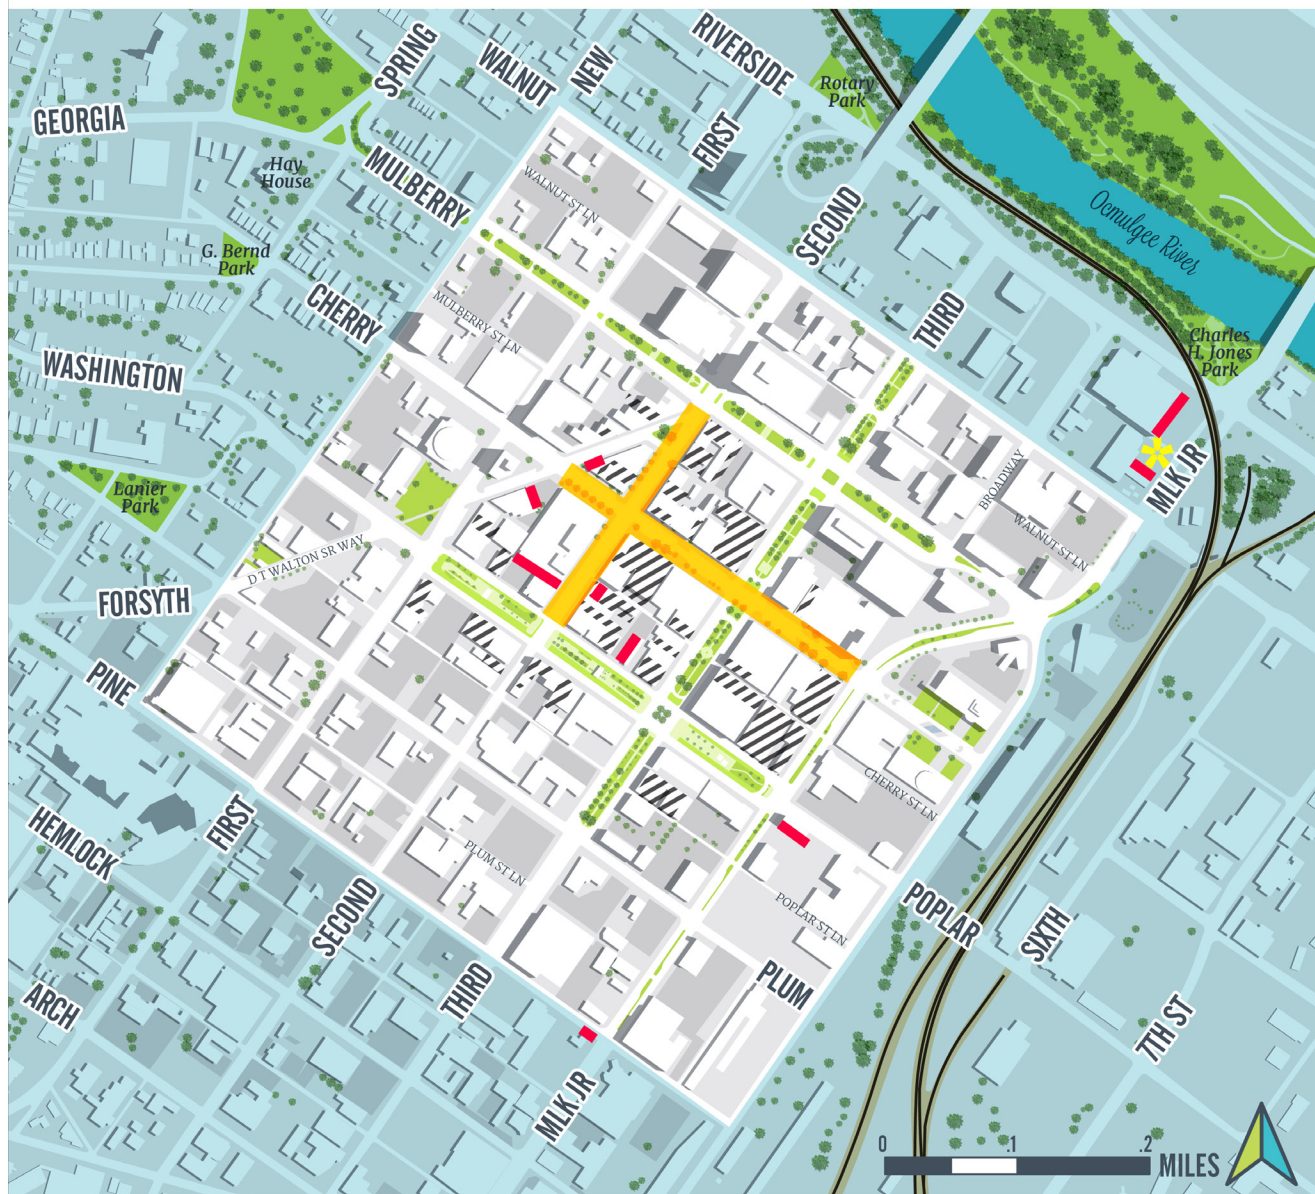 RIVERSIDE
SPRING
WALNUT
NEW
Rotary
Park
GEORGIA
FIRST
Hay
House
MULBERRY
WALNUT ST LN
SECOND
Ocmulgee River
G. Bernd
Park
CHERRY
MULBERRY ST LN
THIRD
Charles
H. Jones
Park
WASHINGTON
Lanier
Park
BROADWAY
MLK JR
WALNUT ST LN
D T WALTON SR WAY
FORSYTH
PINE
CHERRY ST LN
FIRST
HEMLOCK
PLUM ST LN
SECOND
POPLAR ST LN
POPLAR
SIXTH
THIRD
PLUM
ARCH
7TH ST
MLK JR
0 .1 .2
MILES